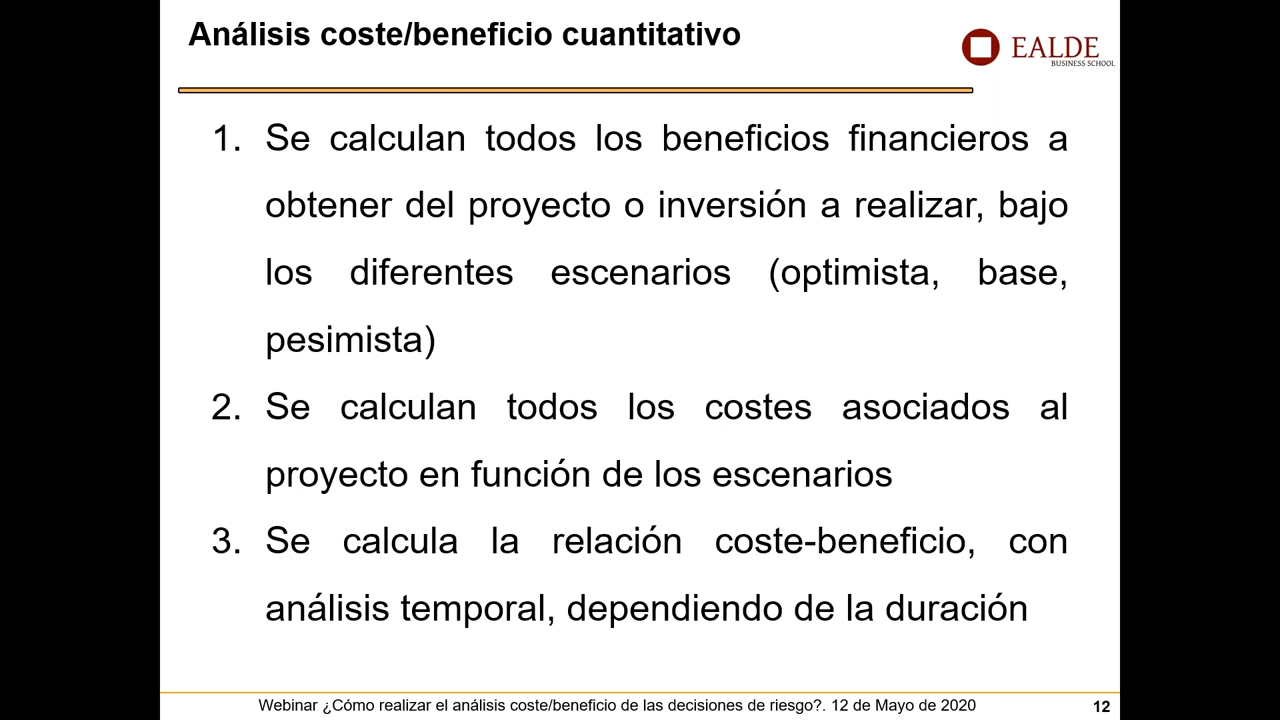 Análisis coste/beneficio cuantitativo
EALDE
BUSINESS SCHOOL
1. Se calculan todos los beneficios financieros a
obtener del proyecto o inversión a realizar, bajo
los diferentes escenarios (optimista, base,
pesimista)
2. Se calculan todos los costes asociados al
proyecto en función de los escenarios
3. Se calcula la relación coste-beneficio, con
análisis temporal, dependiendo de la duración
Webinar ¿Cómo realizar el análisis coste/beneficio de las decisiones de riesgo?. 12 de Mayo de 2020
12